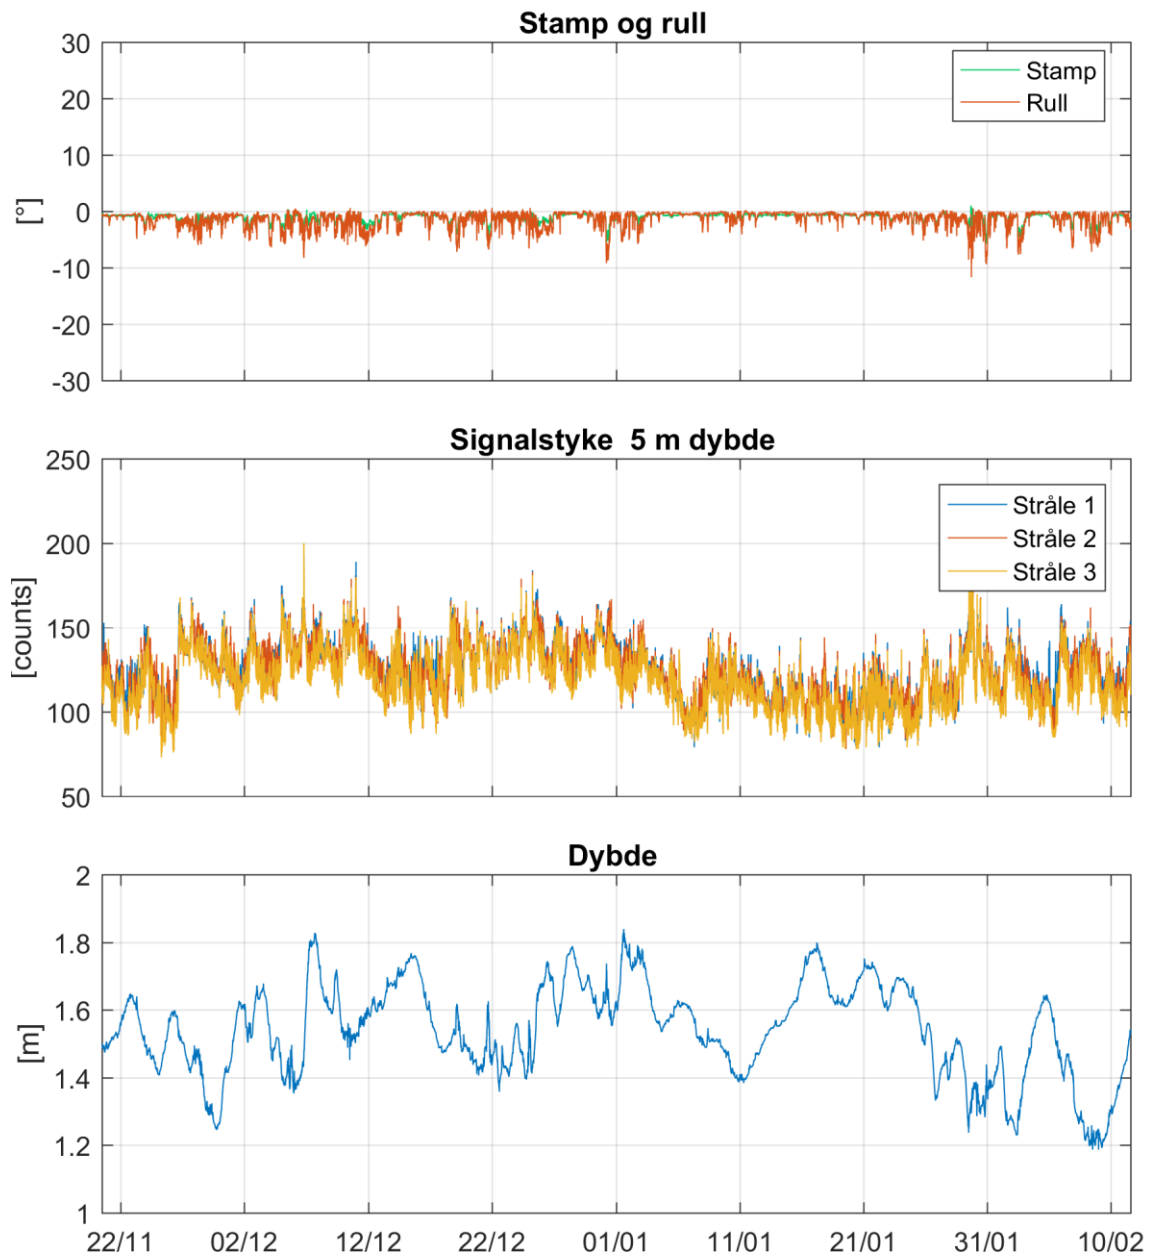 Stamp og rull
30
20
10
0
-10
-20
-30
[°]
Stamp
Rull
Signalstyke 5 m dybde
250
200
150
100
50
[counts]
Stråle 1
Stråle 2
Stråle 3
Dybde
2
1.8
1.6
1.4
1.2
1
[m]
22/11 02/12 12/12 22/12 01/01 11/01 21/01 31/01 10/02